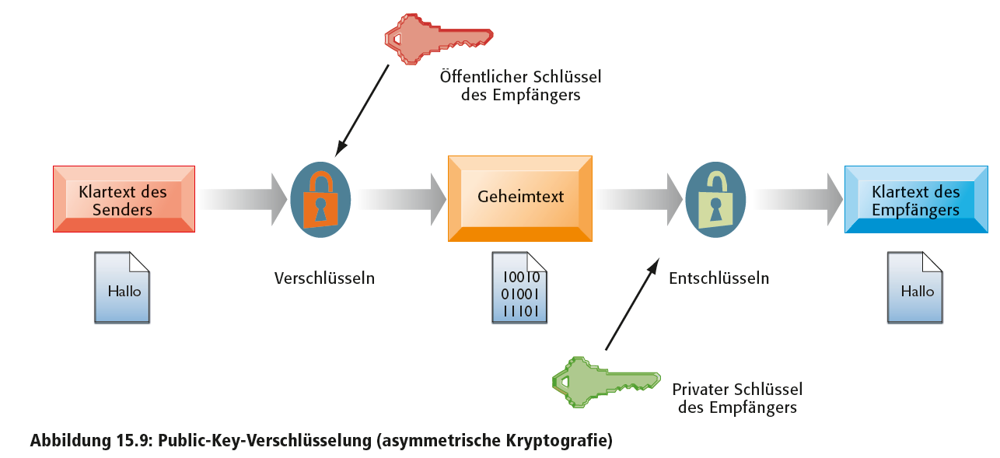 Öffentlicher Schlüssel
des Empfängers
Klartext des
Senders
Geheimtext
Klartext des
Empfängers
Verschlüsseln
Entschlüsseln
Hallo
10010
01001
11101
Hallo
Privater Schlüssel
des Empfängers
Abbildung 15.9: Public-Key-Verschlüsselung (asymmetrische Kryptografie)